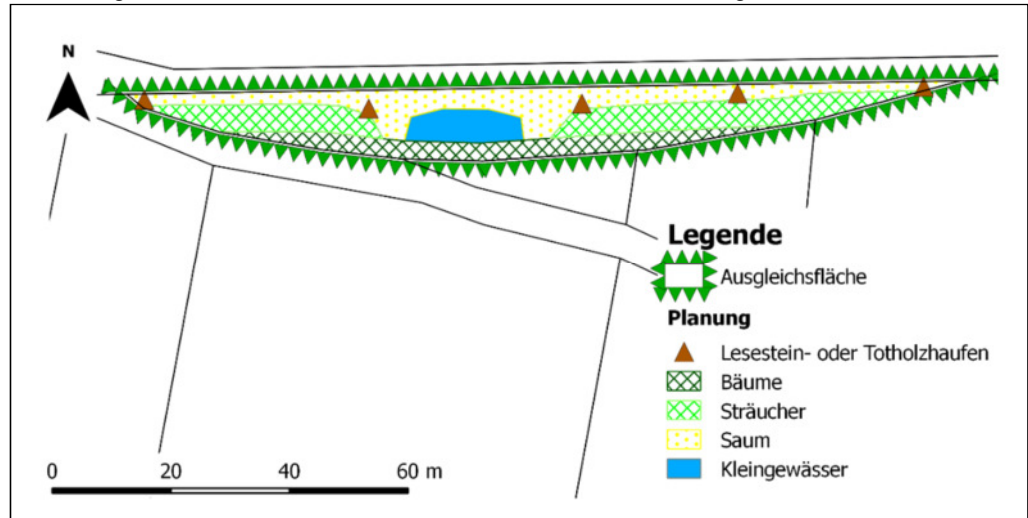 N
Legende
Ausgleichsfläche
Planung
Lesestein- oder Totholzhaufen
Bäume
Sträucher
Saum
Kleingewässer
0 20 40 60 m